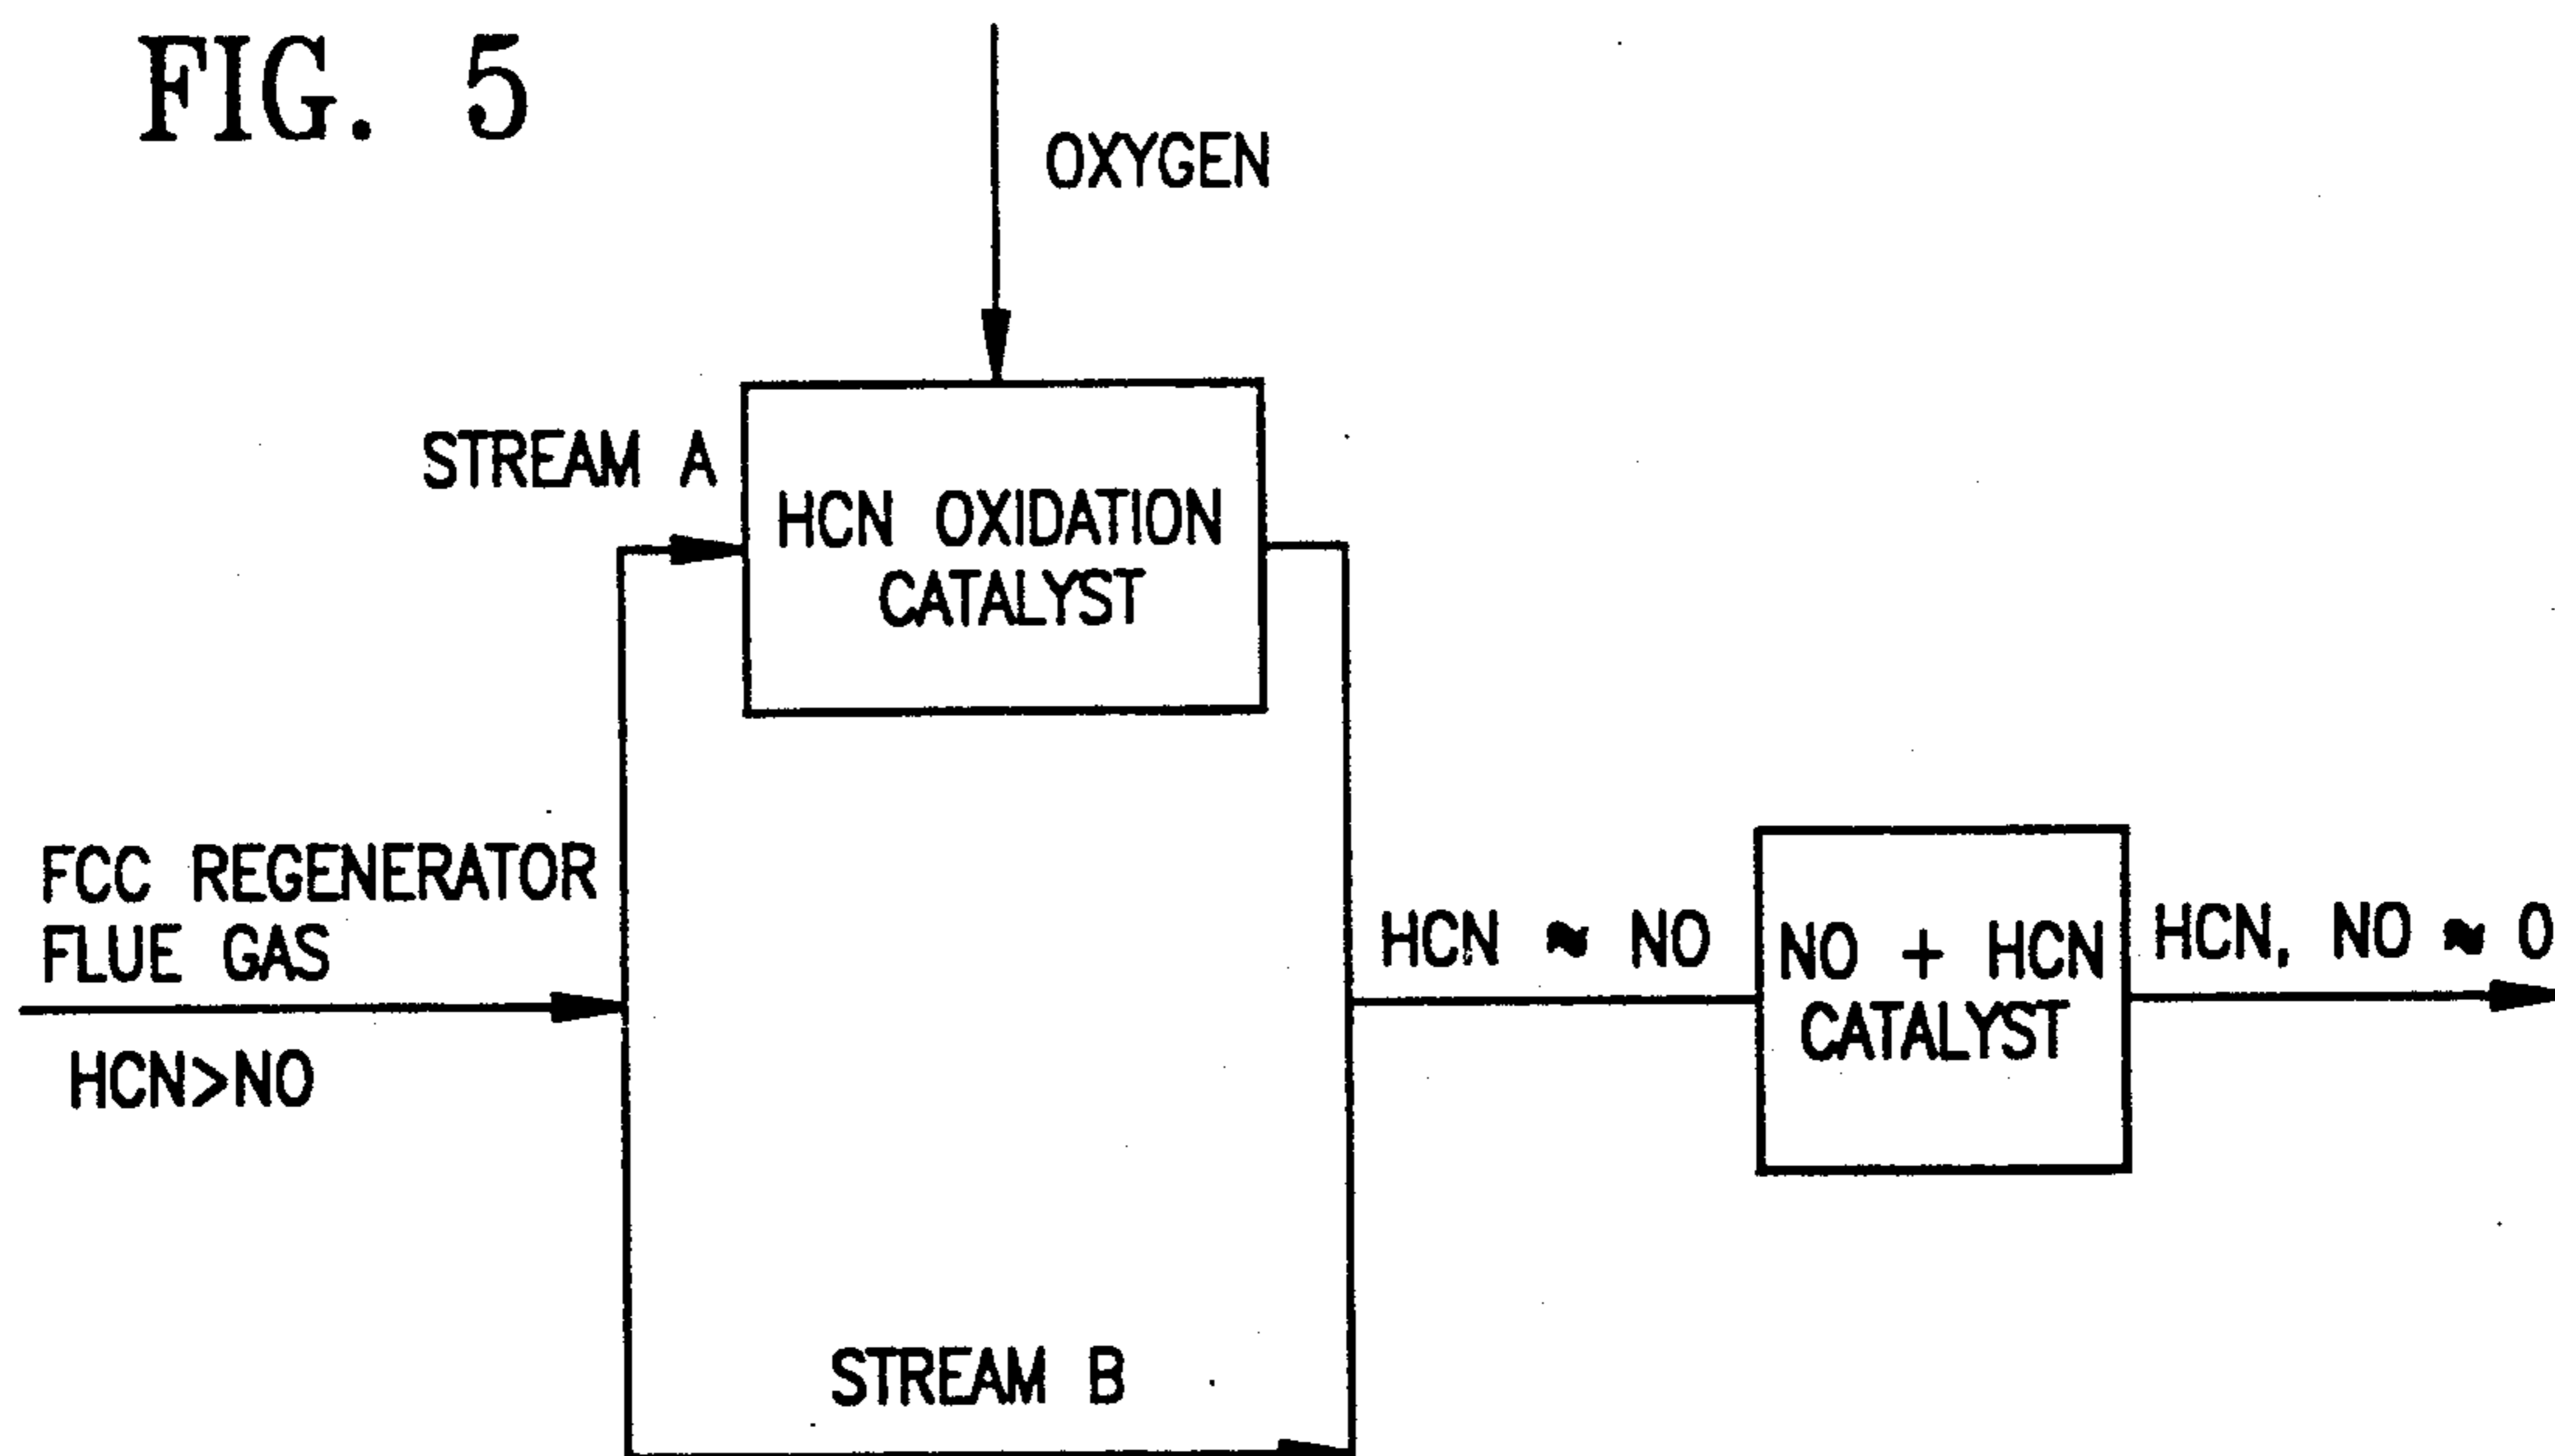 FIG. 5
OXYGEN
STREAM A
HCN OXIDATION
CATALYST
FCC REGENERATOR
FLUE GAS
HCN>NO
HCN ≈ NO
NO + HCN
CATALYST
HCN, NO ≈ 0
STREAM B